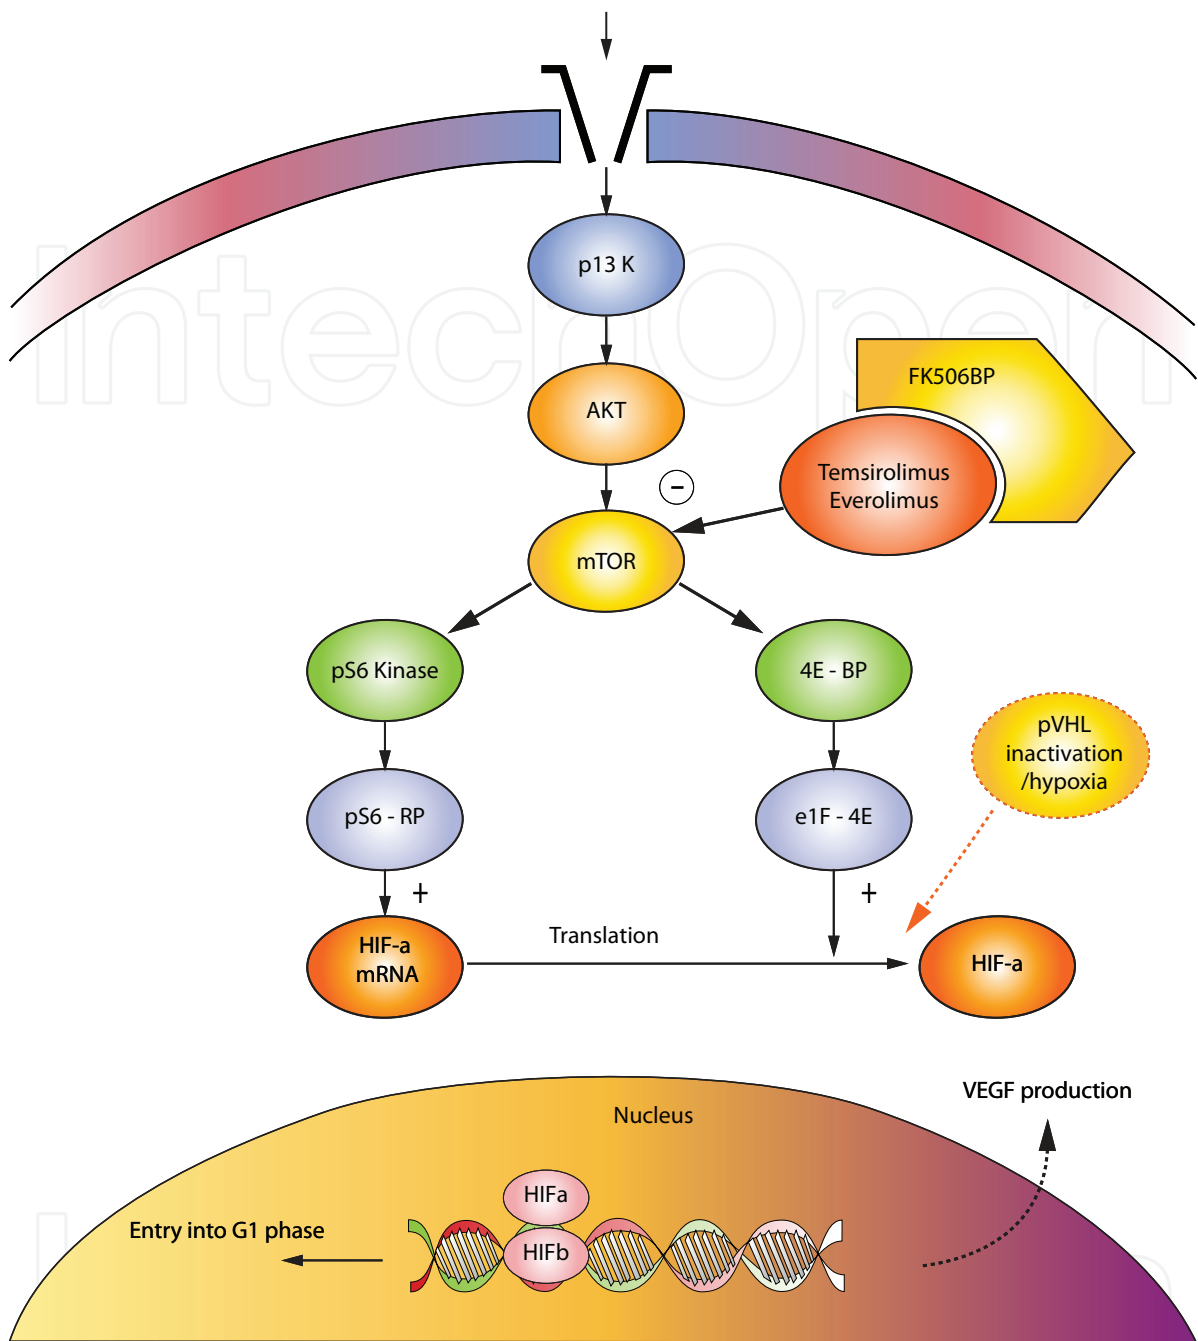 IntechOpen
p13 K
AKT
FK506BP
Temsirolimus
Everolimus
−
mTOR
pS6 Kinase
4E - BP
pVHL
inactivation
/hypoxia
pS6 - RP
e1F - 4E
+
+
HIF-a
mRNA
Translation
HIF-a
VEGF production
Nucleus
HIFa
HIFb
Entry into G1 phase